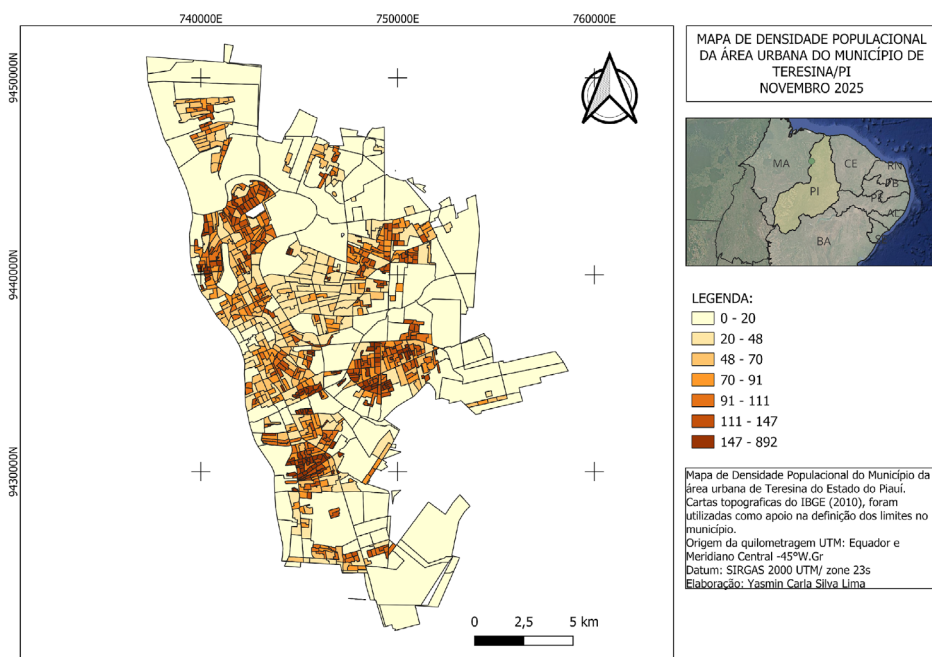 740000E
750000E
760000E
9450000N
9440000N
9430000N
0
2,5
5 km
MAPA DE DENSIDADE POPULACIONAL
DA ÁREA URBANA DO MUNICÍPIO DE
TERESINA/PI
NOVEMBRO 2025
MA
CE
RN
PI
PB
AL
BA
LEGENDA:
0 - 20
20 - 48
48 - 70
70 - 91
91 - 111
111 - 147
147 - 892
Mapa de Densidade Populacional do Município da
área urbana de Teresina do Estado do Piauí.
Cartas topograficas do IBGE (2010), foram
utilizadas como apoio na definição dos limites no
município.
Origem da quilometragem UTM: Equador e
Meridiano Central -45°W.Gr
Datum: SIRGAS 2000 UTM/ zone 23s
Elaboração: Yasmin Carla Silva Lima